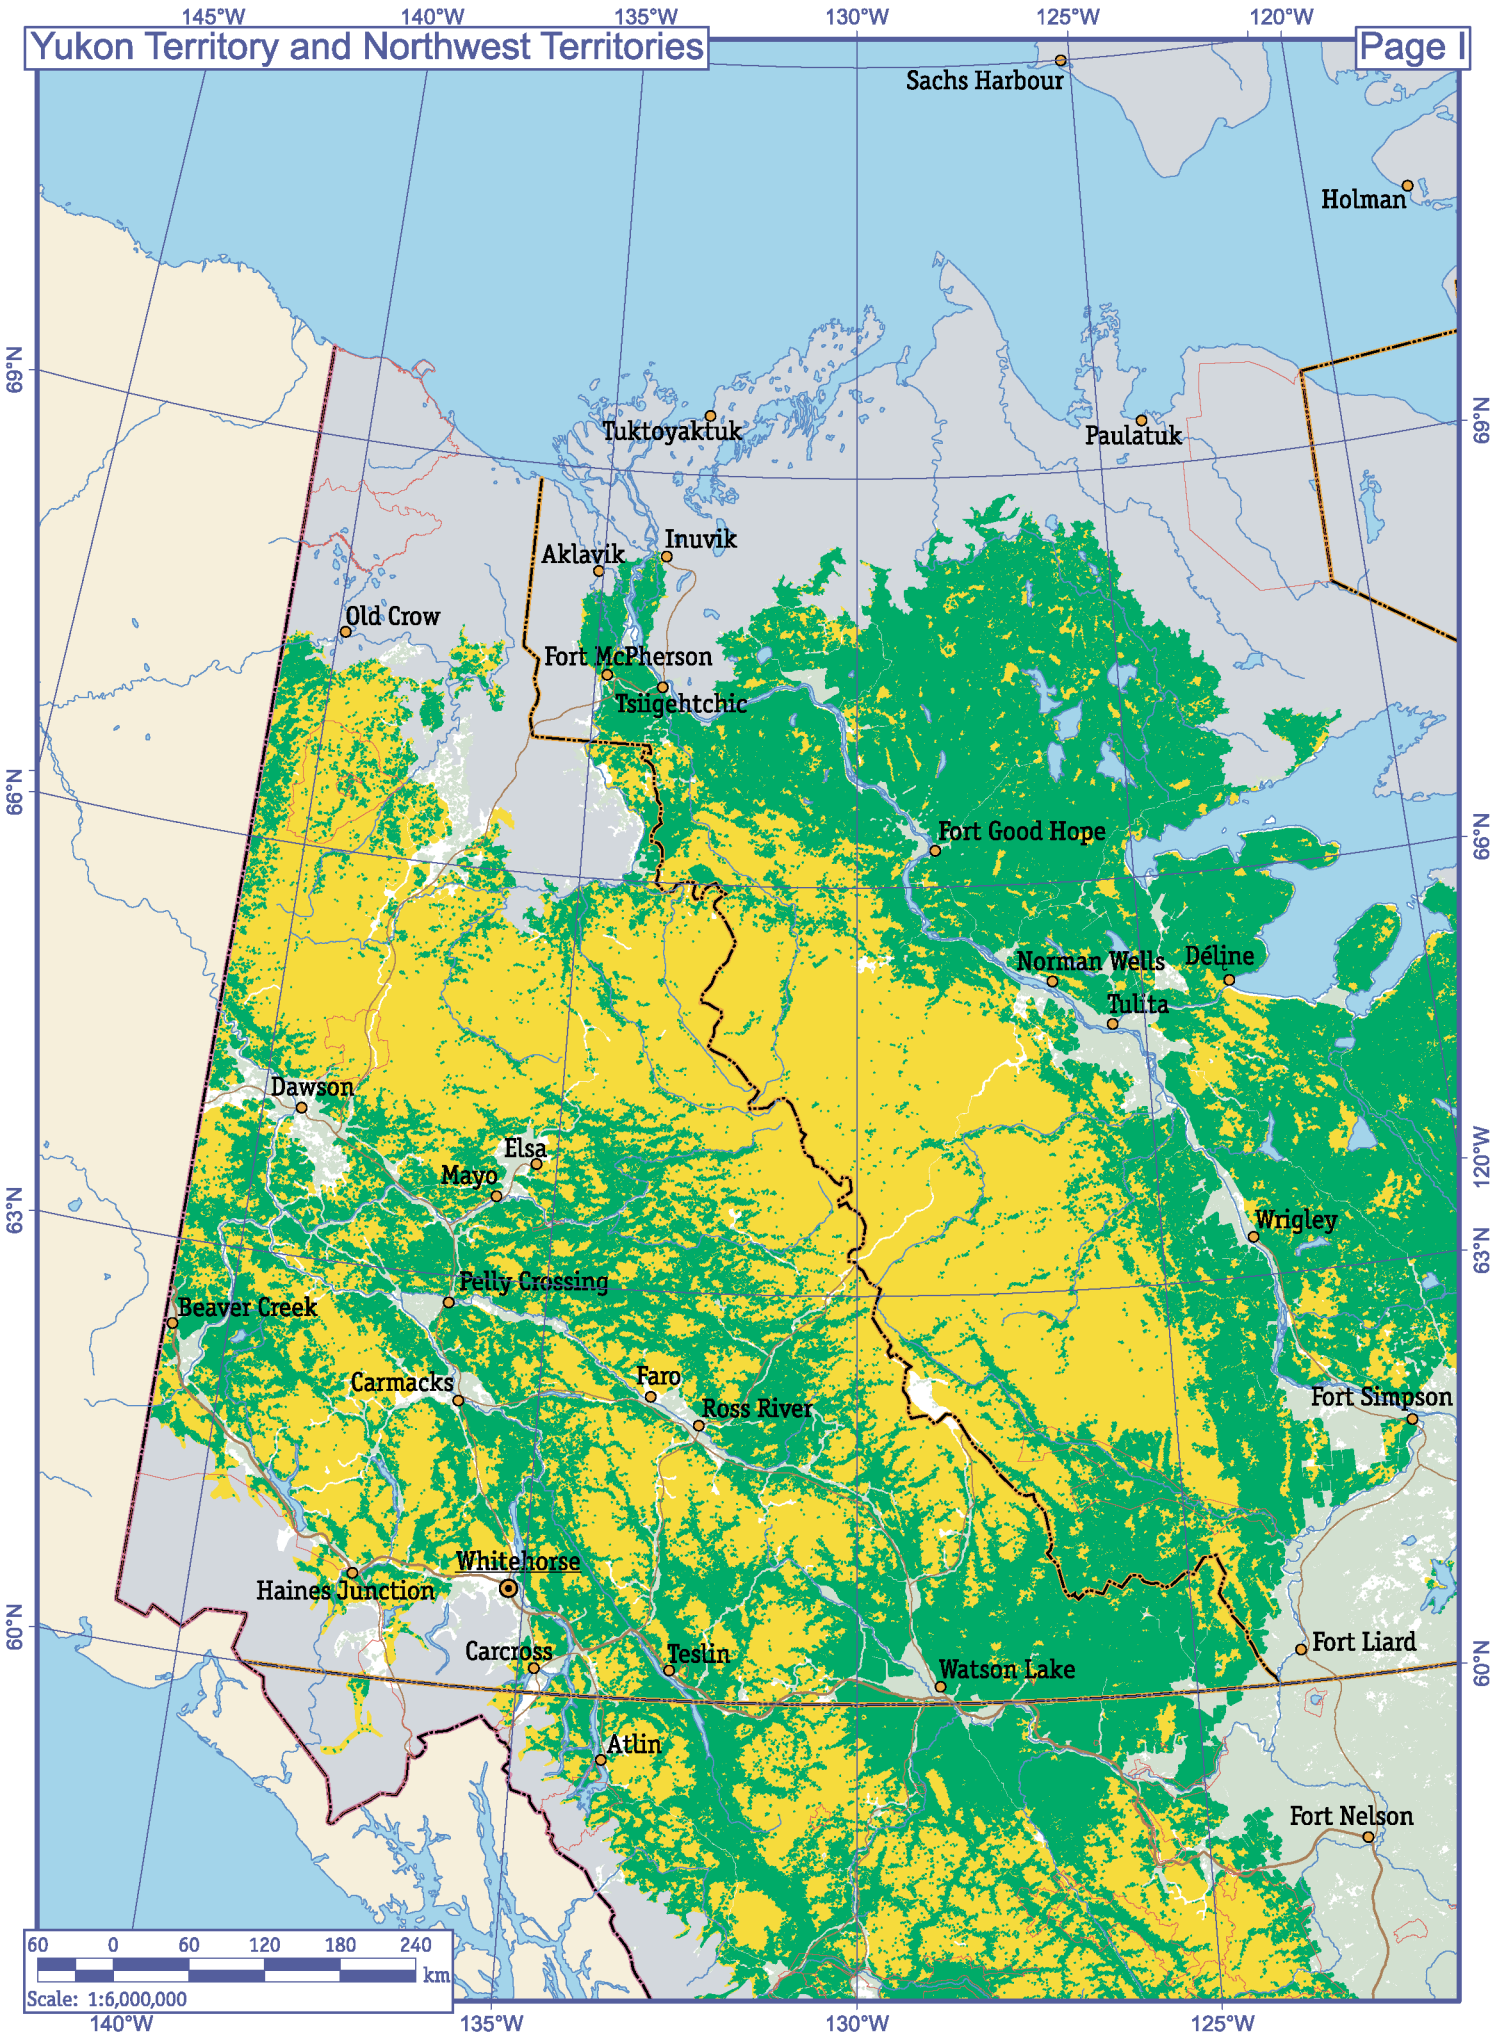 145°W 140°W 135°W 130°W 125°W 120°W
Yukon Territory and Northwest Territories
Page I
Sachs Harbour
Holman
69°N
69°N
Tuktoyaktuk
Paulatuk
Inuvik
Aklavik
Old Crow
Fort McPherson
Tsiigehtchic
66°N
66°N
Fort Good Hope
Norman Wells
Déline
Tulita
Dawson
Elsa
Mayo
120°W
63°N
63°N
Wrigley
Pelly Crossing
Beaver Creek
Carmacks
Faro
Ross River
Fort Simpson
Whitehorse
Haines Junction
60°N
60°N
Carcross
Teslin
Watson Lake
Fort Liard
Atlin
Fort Nelson
60 0 60 120 180 240
km
Scale: 1:6,000,000
140°W 135°W 130°W 125°W